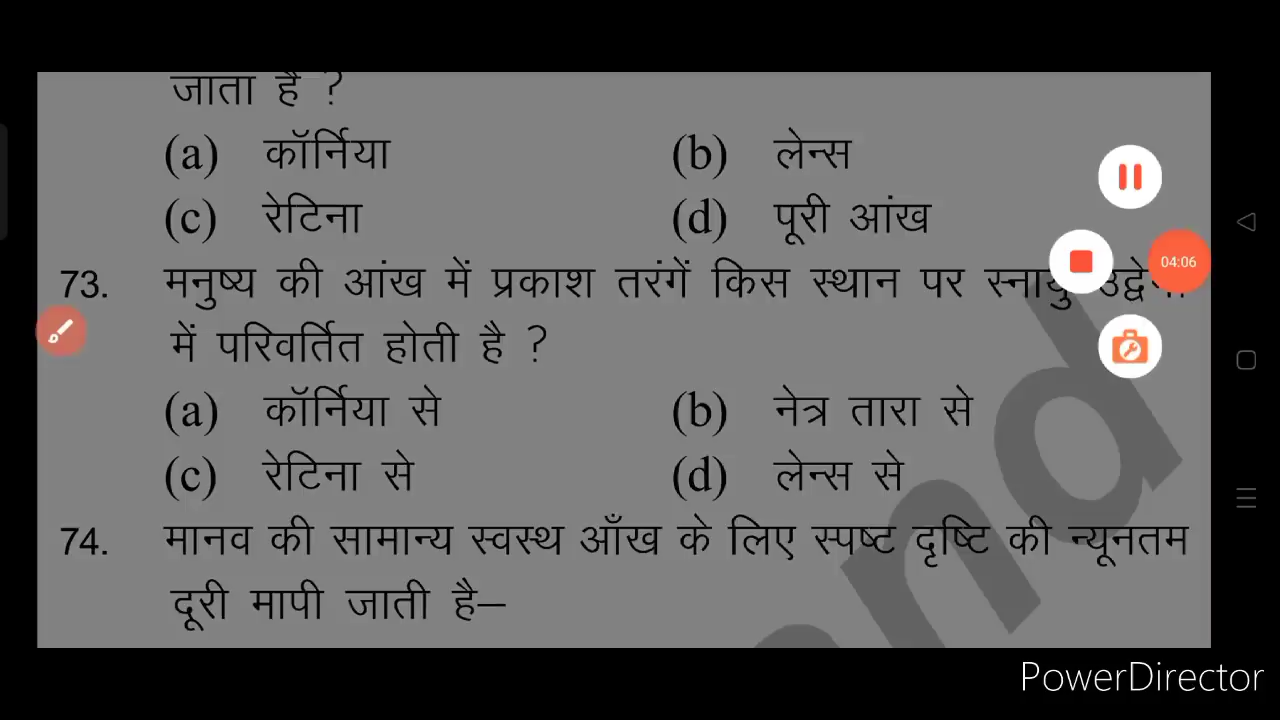 जाता है ?
(a) कॉर्निया (b) लेन्स
(c) रेटिना (d) पूरी आंख
73. मनुष्य की आंख में प्रकाश तरंगें किस स्थान पर स्नायु
04:06
में परिवर्तित होती है ?
(a) कॉर्निया से (b) नेत्र तारा से
(c) रेटिना से (d) लेन्स से
74. मानव की सामान्य स्वस्थ आँख के लिए स्पष्ट दृष्टि की न्यूनतम
दूरी मापी जाती है–
PowerDirector